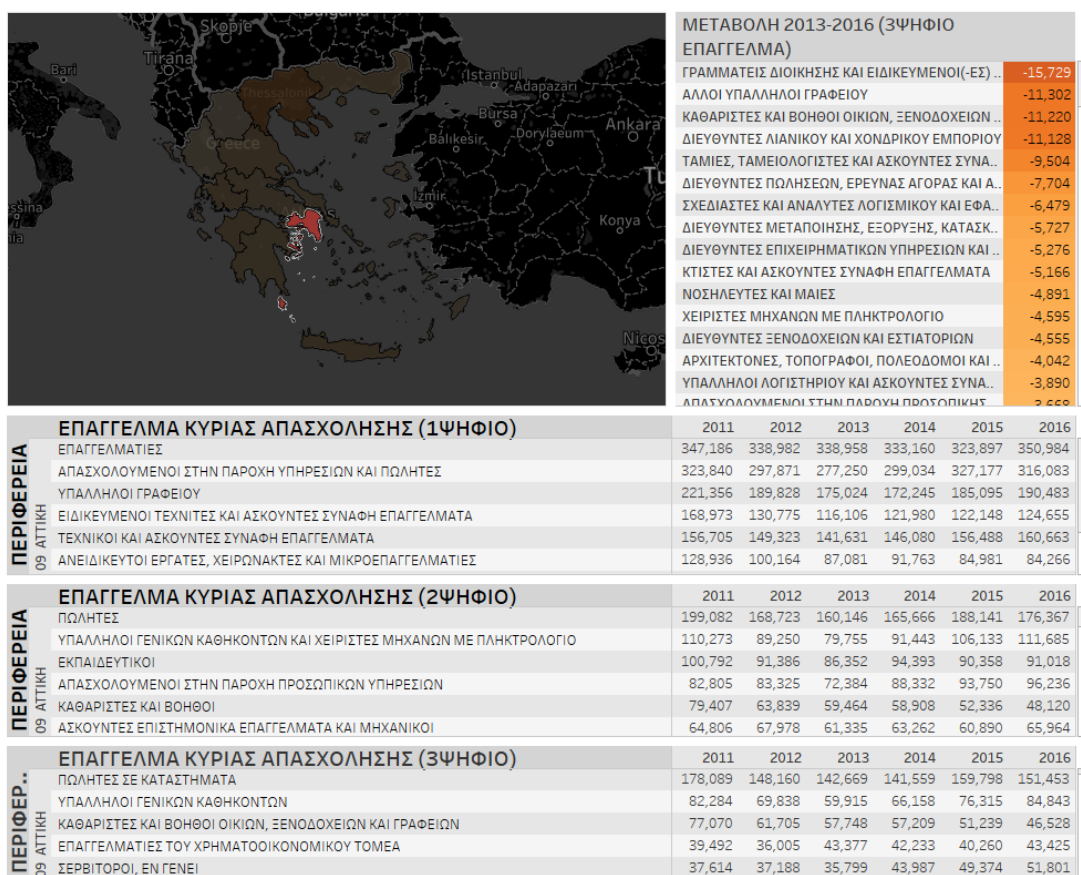 Skopje
Tirana
Bari
Thessalonik
Greece
Istanbul
Adapazarı
Bursa
Balıkesir
Dorylaeum
Ankara
İzmir
Konya
ssina
Nicos
ΜΕΤΑΒΟΛΗ 2013-2016 (3ΨΗΦΙΟ
ΕΠΑΓΓΕΛΜΑ)
ΓΡΑΜΜΑΤΕΙΣ ΔΙΟΙΚΗΣΗΣ ΚΑΙ ΕΙΔΙΚΕΥΜΕΝΟΙ(-ΕΣ) .. -15,729
ΑΛΛΟΙ ΥΠΑΛΛΗΛΟΙ ΓΡΑΦΕΙΟΥ -11,302
ΚΑΘΑΡΙΣΤΕΣ ΚΑΙ ΒΟΗΘΟΙ ΟΙΚΙΩΝ, ΞΕΝΟΔΟΧΕΙΩΝ .. -11,220
ΔΙΕΥΘΥΝΤΕΣ ΛΙΑΝΙΚΟΥ ΚΑΙ ΧΟΝΔΡΙΚΟΥ ΕΜΠΟΡΙΟΥ -11,128
ΤΑΜΙΕΣ, ΤΑΜΕΙΟΛΟΓΙΣΤΕΣ ΚΑΙ ΑΣΚΟΥΝΤΕΣ ΣΥΝΑ.. -9,504
ΔΙΕΥΘΥΝΤΕΣ ΠΩΛΗΣΕΩΝ, ΕΡΕΥΝΑΣ ΑΓΟΡΑΣ ΚΑΙ Α.. -7,704
ΣΧΕΔΙΑΣΤΕΣ ΚΑΙ ΑΝΑΛΥΤΕΣ ΛΟΓΙΣΜΙΚΟΥ ΚΑΙ ΕΦΑ.. -6,479
ΔΙΕΥΘΥΝΤΕΣ ΜΕΤΑΠΟΙΗΣΗΣ, ΕΞΟΡΥΞΗΣ, ΚΑΤΑΣΚ.. -5,727
ΔΙΕΥΘΥΝΤΕΣ ΕΠΙΧΕΙΡΗΜΑΤΙΚΩΝ ΥΠΗΡΕΣΙΩΝ ΚΑΙ .. -5,276
ΚΤΙΣΤΕΣ ΚΑΙ ΑΣΚΟΥΝΤΕΣ ΣΥΝΑΦΗ ΕΠΑΓΓΕΛΜΑΤΑ -5,166
ΝΟΣΗΛΕΥΤΕΣ ΚΑΙ ΜΑΙΕΣ -4,891
ΧΕΙΡΙΣΤΕΣ ΜΗΧΑΝΩΝ ΜΕ ΠΛΗΚΤΡΟΛΟΓΙΟ -4,595
ΔΙΕΥΘΥΝΤΕΣ ΞΕΝΟΔΟΧΕΙΩΝ ΚΑΙ ΕΣΤΙΑΤΟΡΙΩΝ -4,555
ΑΡΧΙΤΕΚΤΟΝΕΣ, ΤΟΠΟΓΡΑΦΟΙ, ΠΟΛΕΟΔΟΜΟΙ ΚΑΙ .. -4,042
ΥΠΑΛΛΗΛΟΙ ΛΟΓΙΣΤΗΡΙΟΥ ΚΑΙ ΑΣΚΟΥΝΤΕΣ ΣΥΝΑ.. -3,890
ΑΠΑΣΧΟΛΟΥΜΕΝΟΙ ΣΤΗΝ ΠΑΡΟΧΗ ΠΡΟΣΩΠΙΚΗΣ -3,668
ΠΕΡΙΦΕΡΕΙΑ
09 ΑΤΤΙΚΗ
ΕΠΑΓΓΕΛΜΑ ΚΥΡΙΑΣ ΑΠΑΣΧΟΛΗΣΗΣ (1ΨΗΦΙΟ) 2011 2012 2013 2014 2015 2016
ΕΠΑΓΓΕΛΜΑΤΙΕΣ 347,186 338,982 338,958 333,160 323,897 350,984
ΑΠΑΣΧΟΛΟΥΜΕΝΟΙ ΣΤΗΝ ΠΑΡΟΧΗ ΥΠΗΡΕΣΙΩΝ ΚΑΙ ΠΩΛΗΤΕΣ 323,840 297,871 277,250 299,034 327,177 316,083
ΥΠΑΛΛΗΛΟΙ ΓΡΑΦΕΙΟΥ 221,356 189,828 175,024 172,245 185,095 190,483
ΕΙΔΙΚΕΥΜΕΝΟΙ ΤΕΧΝΙΤΕΣ ΚΑΙ ΑΣΚΟΥΝΤΕΣ ΣΥΝΑΦΗ ΕΠΑΓΓΕΛΜΑΤΑ 168,973 130,775 116,106 121,980 122,148 124,655
ΤΕΧΝΙΚΟΙ ΚΑΙ ΑΣΚΟΥΝΤΕΣ ΣΥΝΑΦΗ ΕΠΑΓΓΕΛΜΑΤΑ 156,705 149,323 141,631 146,080 156,488 160,663
ΑΝΕΙΔΙΚΕΥΤΟΙ ΕΡΓΑΤΕΣ, ΧΕΙΡΩΝΑΚΤΕΣ ΚΑΙ ΜΙΚΡΟΕΠΑΓΓΕΛΜΑΤΙΕΣ 128,936 100,164 87,081 91,763 84,981 84,266
ΠΕΡΙΦΕΡΕΙΑ
09 ΑΤΤΙΚΗ
ΕΠΑΓΓΕΛΜΑ ΚΥΡΙΑΣ ΑΠΑΣΧΟΛΗΣΗΣ (2ΨΗΦΙΟ) 2011 2012 2013 2014 2015 2016
ΠΩΛΗΤΕΣ 199,082 168,723 160,146 165,666 188,141 176,367
ΥΠΑΛΛΗΛΟΙ ΓΕΝΙΚΩΝ ΚΑΘΗΚΟΝΤΩΝ ΚΑΙ ΧΕΙΡΙΣΤΕΣ ΜΗΧΑΝΩΝ ΜΕ ΠΛΗΚΤΡΟΛΟΓΙΟ 110,273 89,250 79,755 91,443 106,133 111,685
ΕΚΠΑΙΔΕΥΤΙΚΟΙ 100,792 91,386 86,352 94,393 90,358 91,018
ΑΠΑΣΧΟΛΟΥΜΕΝΟΙ ΣΤΗΝ ΠΑΡΟΧΗ ΠΡΟΣΩΠΙΚΩΝ ΥΠΗΡΕΣΙΩΝ 82,805 83,325 72,384 88,332 93,750 96,236
ΚΑΘΑΡΙΣΤΕΣ ΚΑΙ ΒΟΗΘΟΙ 79,407 63,839 59,464 58,908 52,336 48,120
ΑΣΚΟΥΝΤΕΣ ΕΠΙΣΤΗΜΟΝΙΚΑ ΕΠΑΓΓΕΛΜΑΤΑ ΚΑΙ ΜΗΧΑΝΙΚΟΙ 64,806 67,978 61,335 63,262 60,890 65,964
ΠΕΡΙΦΕΡ..
09 ΑΤΤΙΚΗ
ΕΠΑΓΓΕΛΜΑ ΚΥΡΙΑΣ ΑΠΑΣΧΟΛΗΣΗΣ (3ΨΗΦΙΟ) 2011 2012 2013 2014 2015 2016
ΠΩΛΗΤΕΣ ΣΕ ΚΑΤΑΣΤΗΜΑΤΑ 178,089 148,160 142,669 141,559 159,798 151,453
ΥΠΑΛΛΗΛΟΙ ΓΕΝΙΚΩΝ ΚΑΘΗΚΟΝΤΩΝ 82,284 69,838 59,915 66,158 76,315 84,843
ΚΑΘΑΡΙΣΤΕΣ ΚΑΙ ΒΟΗΘΟΙ ΟΙΚΙΩΝ, ΞΕΝΟΔΟΧΕΙΩΝ ΚΑΙ ΓΡΑΦΕΙΩΝ 77,070 61,705 57,748 57,209 51,239 46,528
ΕΠΑΓΓΕΛΜΑΤΙΕΣ ΤΟΥ ΧΡΗΜΑΤΟΟΙΚΟΝΟΜΙΚΟΥ ΤΟΜΕΑ 39,492 36,005 43,377 42,233 40,260 43,425
ΣΕΡΒΙΤΟΡΟΙ, ΕΝ ΓΕΝΕΙ 37,614 37,188 35,799 43,987 49,374 51,801